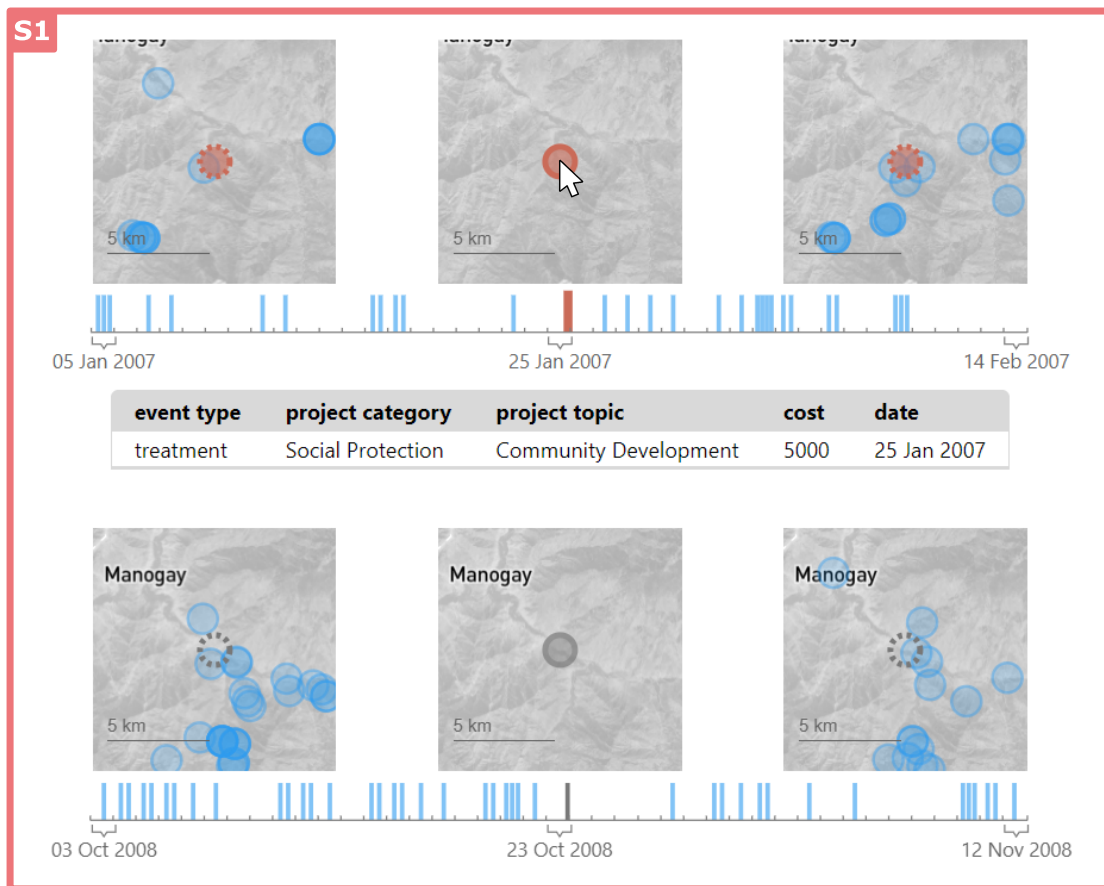 S1
5 km
5 km
5 km
05 Jan 2007
25 Jan 2007
14 Feb 2007
event type project category project topic cost date
treatment Social Protection Community Development 5000 25 Jan 2007
Manogay
Manogay
Manogay
5 km
5 km
5 km
03 Oct 2008
23 Oct 2008
12 Nov 2008